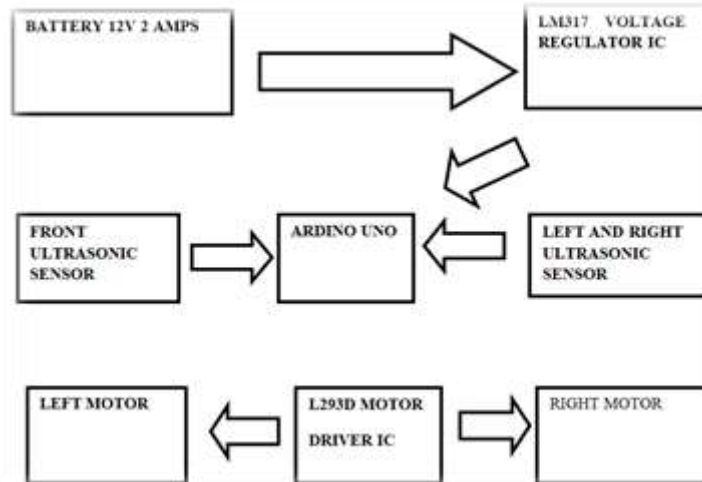 BATTERY 12V 2 AMPS
LM317 VOLTAGE
REGULATOR IC
FRONT
ULTRASONIC
SENSOR
ARDINO UNO
LEFT AND RIGHT
ULTRASONIC
SENSOR
LEFT MOTOR
L293D MOTOR
DRIVER IC
RIGHT MOTOR